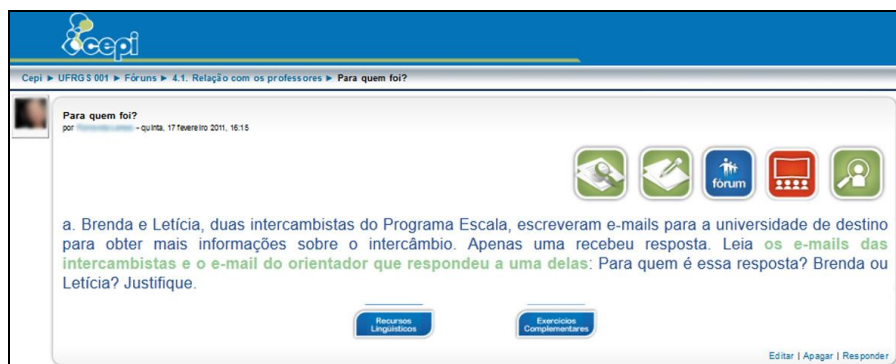 cepi
Cepi ► UFRGS 001 ► Fóruns ► 4.1. Relação com os professores ► Para quem foi?
Para quem foi?
por - quinta, 17 fevereiro 2011, 16:15
fórum
a. Brenda e Letícia, duas intercambistas do Programa Escala, escreveram e-mails para a universidade de destino
para obter mais informações sobre o intercâmbio. Apenas uma recebeu resposta. Leia os e-mails das
intercambistas e o e-mail do orientador que respondeu a uma delas: Para quem é essa resposta? Brenda ou
Letícia? Justifique.
Recursos
Lingüísticos
Exercícios
Complementares
Editar | Apagar | Responder